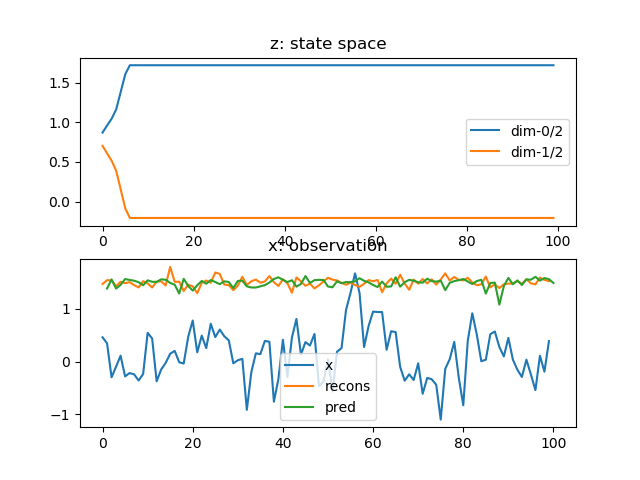 z: state space
1.5
1.0
0.5
0.0
dim-0/2
dim-1/2
0 20 40 60 80 100
x: observation
1
0
−1
x
recons
pred
0 20 40 60 80 100